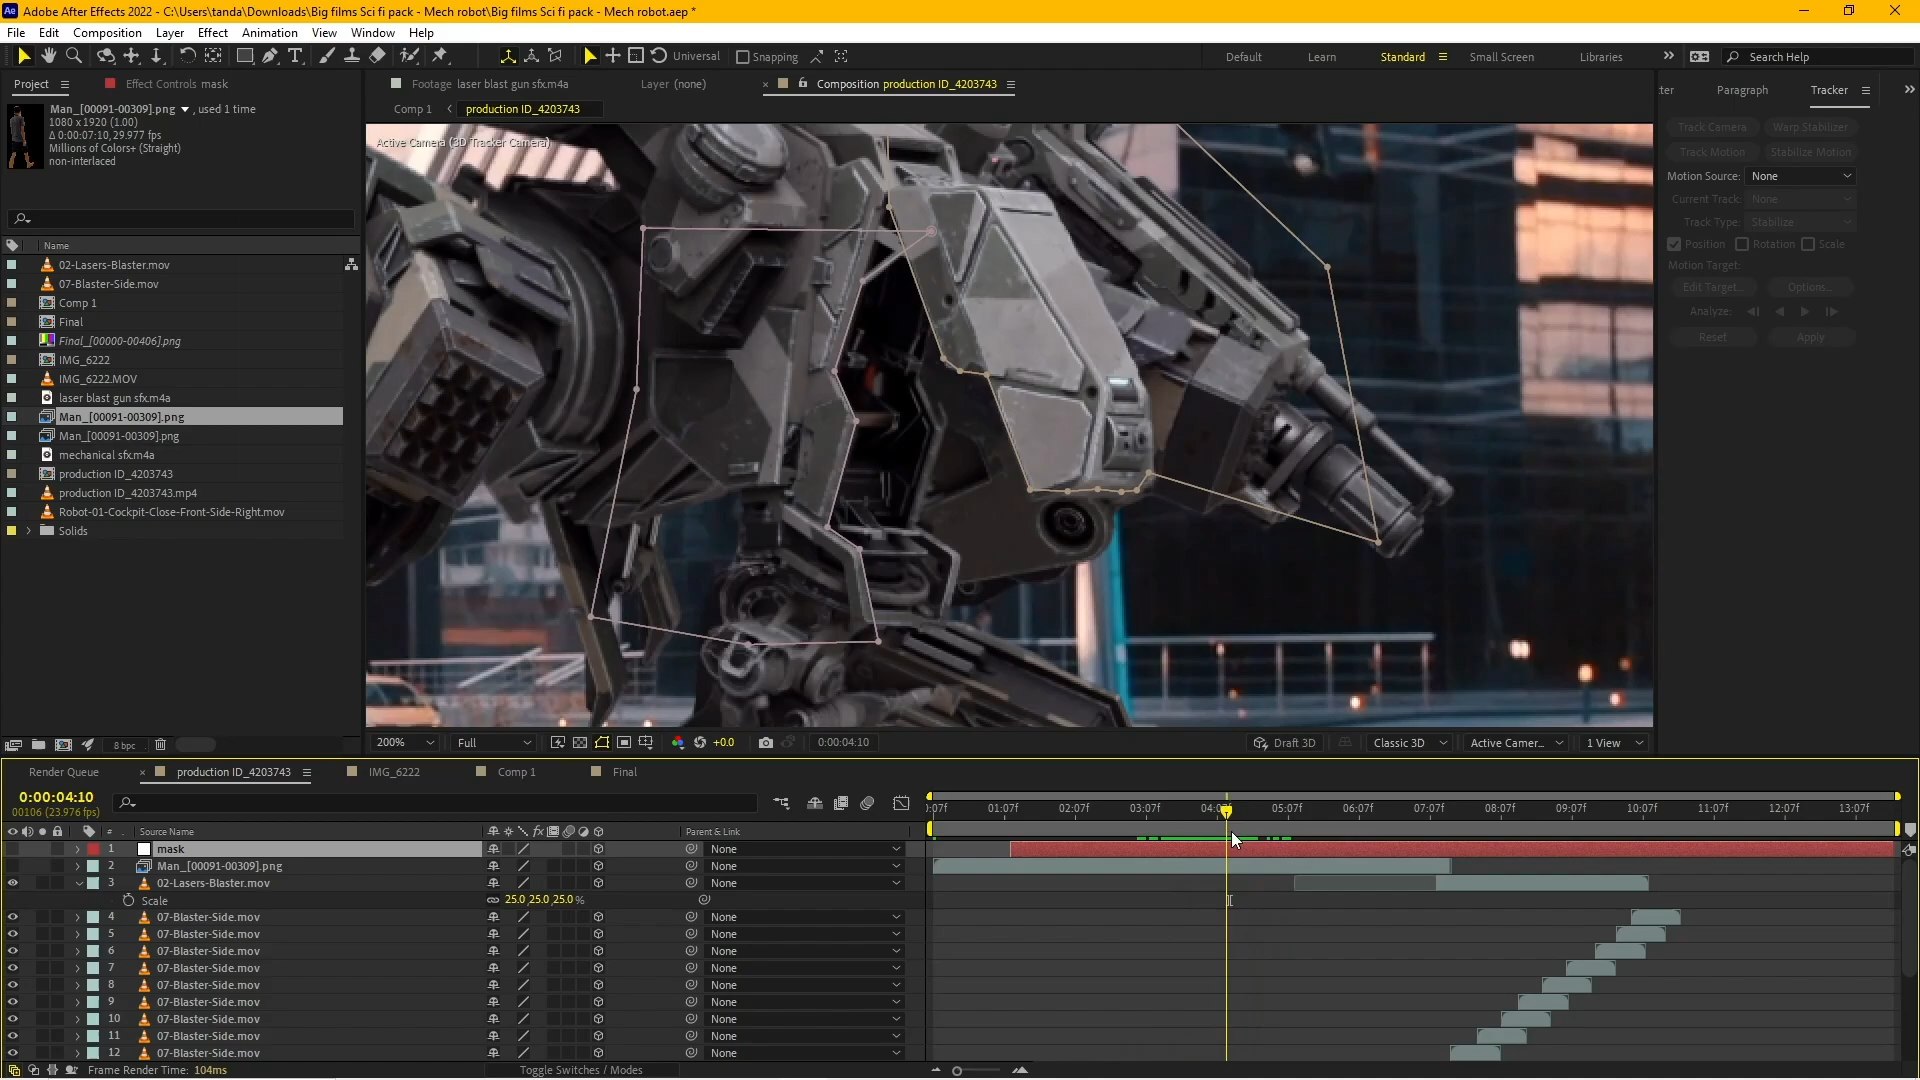 Adobe After Effects 2022 - C:\Users\tanda\Downloads\Big films Sci fi pack - Mech robot\Big films Sci fi pack - Mech robot.aep *
File Edit Composition Layer Effect Animation View Window Help
Universal Snapping Default Learn Standard Small Screen Libraries Search Help
Project Effect Controls mask Footage laser blast gun sfx.m4a Layer (none) Composition production ID_4203743 Paragraph Tracker
Comp 1 production ID_4203743
Man_[00091-00309].png , used 1 time
1080 x 1920 (1.00)
Δ 0:00:07:10, 29.977 fps
Millions of Colors+ (Straight)
non-interlaced
Active Camera (3D Tracker Camera)
Track Camera Warp Stabilizer
Track Motion Stabilize Motion
Motion Source: None
Current Track: None
Track Type: Stabilize
Position Rotation Scale
Motion Target:
Edit Target... Options...
Analyze:
Reset Apply
Name
02-Lasers-Blaster.mov
07-Blaster-Side.mov
Comp 1
Final
Final_[00000-00406].png
IMG_6222
IMG_6222.MOV
laser blast gun sfx.m4a
Man_[00091-00309].png
Man_[00091-00309].png
mechanical sfx.m4a
production ID_4203743
production ID_4203743.mp4
Robot-01-Cockpit-Close-Front-Side-Right.mov
Solids
8 bpc
200% Full +0.0 0:00:04:10 Draft 3D Classic 3D Active Camer... 1 View
Render Queue production ID_4203743 IMG_6222 Comp 1 Final
0:00:04:10
00106 (23.976 fps)
):07f 01:07f 02:07f 03:07f 04:07f 05:07f 06:07f 07:07f 08:07f 09:07f 10:07f 11:07f 12:07f 13:07f
# Source Name fx Parent & Link
1 mask None
2 Man_[00091-00309].png None
3 02-Lasers-Blaster.mov None
Scale 25.0,25.0,25.0 %
4 07-Blaster-Side.mov None
5 07-Blaster-Side.mov None
6 07-Blaster-Side.mov None
7 07-Blaster-Side.mov None
8 07-Blaster-Side.mov None
9 07-Blaster-Side.mov None
10 07-Blaster-Side.mov None
11 07-Blaster-Side.mov None
12 07-Blaster-Side.mov None
Frame Render Time: 104ms Toggle Switches / Modes